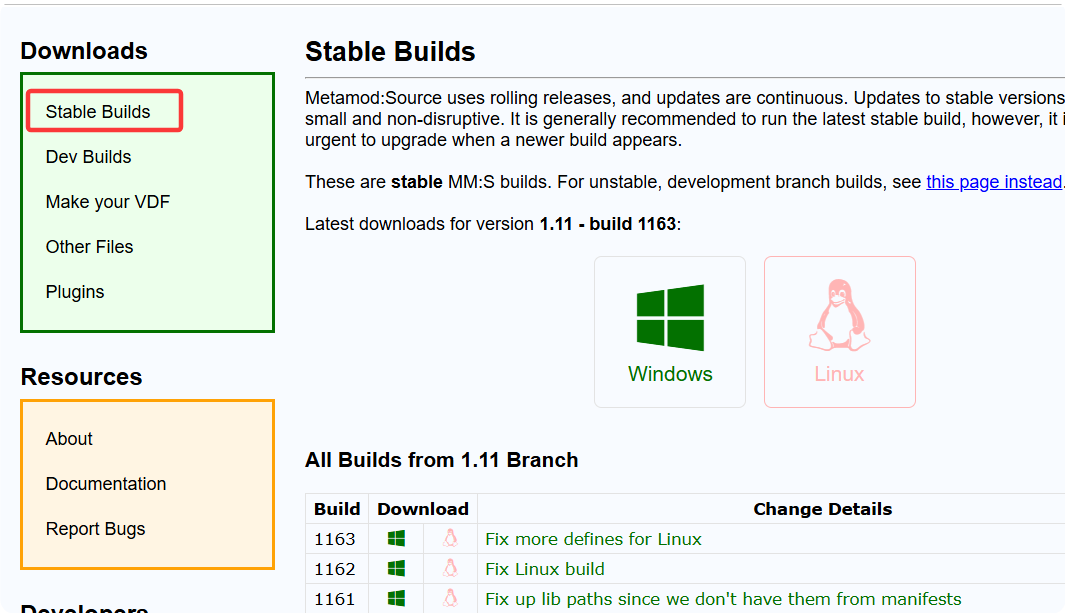 Downloads
Stable Builds
Dev Builds
Make your VDF
Other Files
Plugins
Resources
About
Documentation
Report Bugs
Developers
Stable Builds
Metamod:Source uses rolling releases, and updates are continuous. Updates to stable versions
small and non-disruptive. It is generally recommended to run the latest stable build, however, it
urgent to upgrade when a newer build appears.
These are stable MM:S builds. For unstable, development branch builds, see this page instead.
Latest downloads for version 1.11 - build 1163:
Windows
Linux
All Builds from 1.11 Branch
Build Download Change Details
1163 Fix more defines for Linux
1162 Fix Linux build
1161 Fix up lib paths since we don't have them from manifests